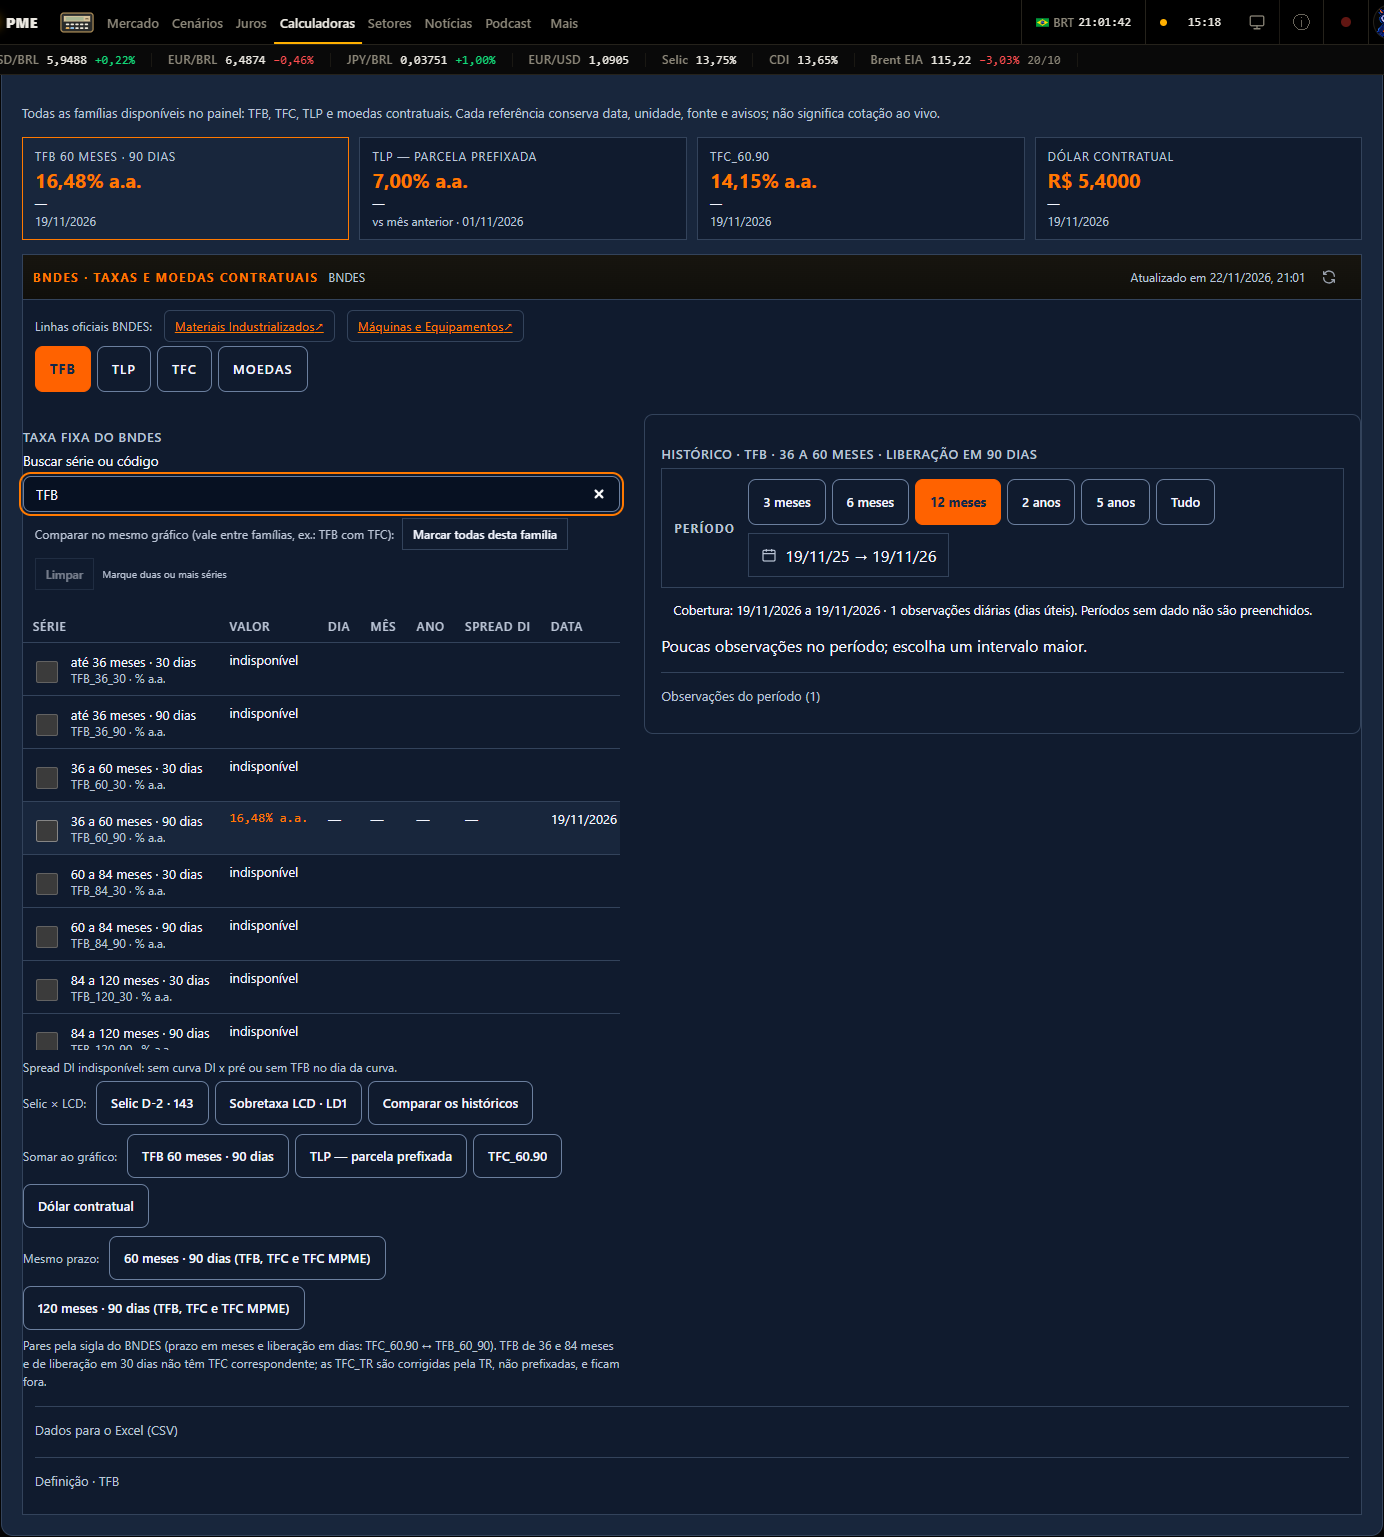 PME Mercado Cenários Juros Calculadoras Setores Notícias Podcast Mais BRT 21:01:42 15:18
SD/BRL 5,9488 +0,22% EUR/BRL 6,4874 −0,46% JPY/BRL 0,03751 +1,00% EUR/USD 1,0905 Selic 13,75% CDI 13,65% Brent EIA 115,22 −3,03% 20/10
Todas as famílias disponíveis no painel: TFB, TFC, TLP e moedas contratuais. Cada referência conserva data, unidade, fonte e avisos; não significa cotação ao vivo.
TFB 60 MESES · 90 DIAS
16,48% a.a.
—
19/11/2026
TLP — PARCELA PREFIXADA
7,00% a.a.
—
vs mês anterior · 01/11/2026
TFC_60.90
14,15% a.a.
—
19/11/2026
DÓLAR CONTRATUAL
R$ 5,4000
—
19/11/2026
BNDES · TAXAS E MOEDAS CONTRATUAIS BNDES Atualizado em 22/11/2026, 21:01
Linhas oficiais BNDES: Materiais Industrializados↗ Máquinas e Equipamentos↗
TFB TLP TFC MOEDAS
TAXA FIXA DO BNDES
Buscar série ou código
TFB ×
Comparar no mesmo gráfico (vale entre famílias, ex.: TFB com TFC): Marcar todas desta família
Limpar Marque duas ou mais séries
SÉRIE VALOR DIA MÊS ANO SPREAD DI DATA
até 36 meses · 30 dias indisponível
TFB_36_30 · % a.a.
até 36 meses · 90 dias indisponível
TFB_36_90 · % a.a.
36 a 60 meses · 30 dias indisponível
TFB_60_30 · % a.a.
36 a 60 meses · 90 dias 16,48% a.a. — — — — 19/11/2026
TFB_60_90 · % a.a.
60 a 84 meses · 30 dias indisponível
TFB_84_30 · % a.a.
60 a 84 meses · 90 dias indisponível
TFB_84_90 · % a.a.
84 a 120 meses · 30 dias indisponível
TFB_120_30 · % a.a.
84 a 120 meses · 90 dias indisponível
TFB_120_90 · % a.a.
Spread DI indisponível: sem curva DI x pré ou sem TFB no dia da curva.
Selic × LCD: Selic D-2 · 143 Sobretaxa LCD · LD1 Comparar os históricos
Somar ao gráfico: TFB 60 meses · 90 dias TLP — parcela prefixada TFC_60.90
Dólar contratual
Mesmo prazo: 60 meses · 90 dias (TFB, TFC e TFC MPME)
120 meses · 90 dias (TFB, TFC e TFC MPME)
Pares pela sigla do BNDES (prazo em meses e liberação em dias: TFC_60.90 ↔ TFB_60_90). TFB de 36 e 84 meses
e de liberação em 30 dias não têm TFC correspondente; as TFC_TR são corrigidas pela TR, não prefixadas, e ficam
fora.
HISTÓRICO · TFB · 36 A 60 MESES · LIBERAÇÃO EM 90 DIAS
PERÍODO 3 meses 6 meses 12 meses 2 anos 5 anos Tudo
19/11/25 → 19/11/26
Cobertura: 19/11/2026 a 19/11/2026 · 1 observações diárias (dias úteis). Períodos sem dado não são preenchidos.
Poucas observações no período; escolha um intervalo maior.
Observações do período (1)
Dados para o Excel (CSV)
Definição · TFB